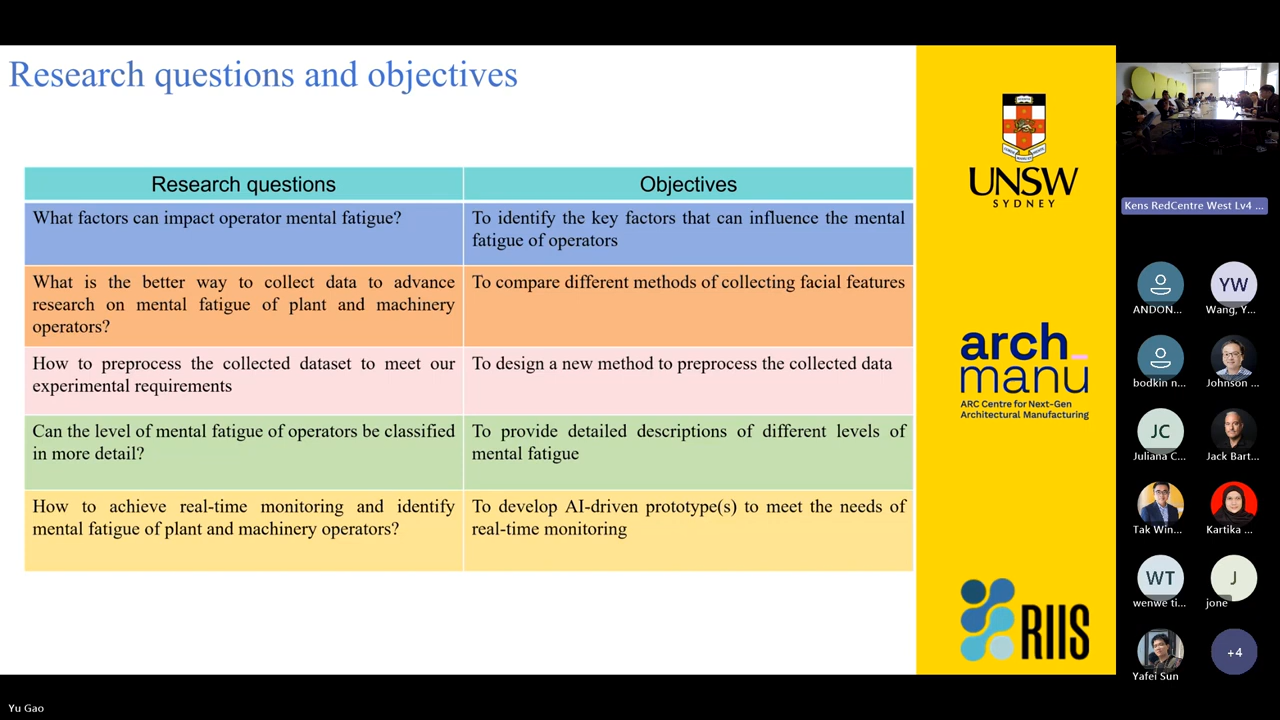 Research questions and objectives
Research questions
Objectives
What factors can impact operator mental fatigue?
To identify the key factors that can influence the mental
fatigue of operators
What is the better way to collect data to advance
research on mental fatigue of plant and machinery
operators?
To compare different methods of collecting facial features
How to preprocess the collected dataset to meet our
experimental requirements
To design a new method to preprocess the collected data
Can the level of mental fatigue of operators be classified
in more detail?
To provide detailed descriptions of different levels of
mental fatigue
How to achieve real-time monitoring and identify
mental fatigue of plant and machinery operators?
To develop AI-driven prototype(s) to meet the needs of
real-time monitoring
UNSW
SYDNEY
arch_
manu
ARC Centre for Next-Gen
Architectural Manufacturing
RIIS
Kens RedCentre West Lv4 ...
YW
ANDON...
Wang, Y...
bodkin n...
Johnson ...
JC
Juliana C...
Jack Bart...
Tak Win...
Kartika ...
WT
J
wenwe ti...
jone
Yafei Sun
+4
Yu Gao